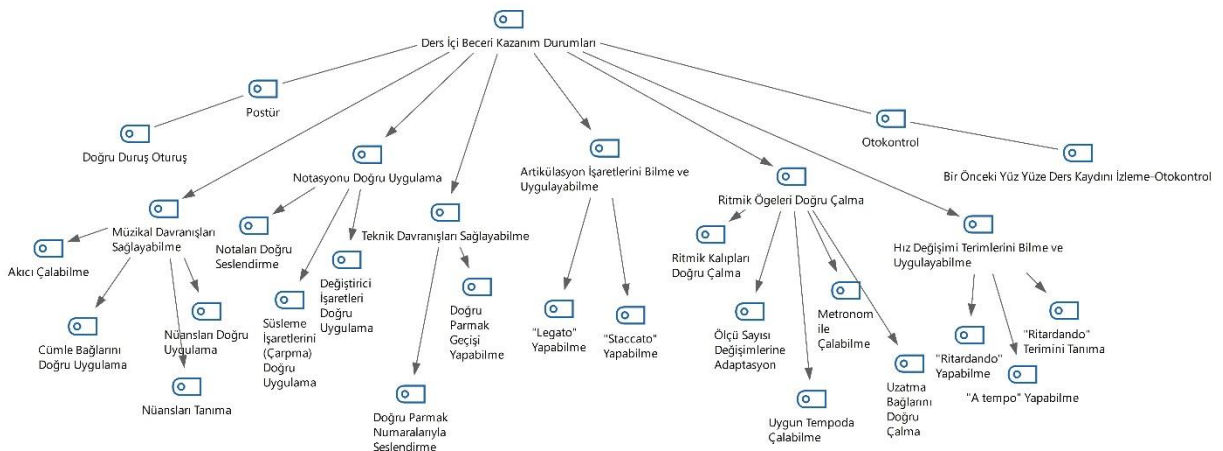 Ders İçi Beceri Kazanım Durumları
Postür
Otokontrol
Doğru Duruş Oturuş
Notasyonu Doğru Uygulama
Artikülasyon İşaretlerini Bilme ve
Uygulayabilme
Bir Önceki Yüz Yüze Ders Kaydını İzleme-Otokontrol
Ritmik Ögeleri Doğru Çalma
Müzikal Davranışları
Sağlayabilme
Teknik Davranışları Sağlayabilme
Hız Değişimi Terimlerini Bilme ve
Uygulayabilme
Akıcı Çalabilme
Notaları Doğru
Seslendirme
Ritmik Kalıpları
Doğru Çalma
Değiştirici
İşaretleri
Doğru
Uygulama
Doğru
Parmak
Geçişi
Yapabilme
Metronom
ile
Çalabilme
Cümle Bağlarını
Doğru Uygulama
Nüansları Doğru
Uygulama
Süsleme
İşaretlerini
(Çarpma)
Doğru
Uygulama
"Legato"
Yapabilme
"Staccato"
Yapabilme
Ölçü Sayısı
Değişimlerine
Adaptasyon
"Ritardando"
Yapabilme
"Ritardando"
Terimini Tanıma
Nüansları Tanıma
Doğru Parmak
Numaralarıyla
Seslendirme
Uygun Tempoda
Çalabilme
Uzatma
Bağlarını
Doğru
Çalma
"A tempo" Yapabilme